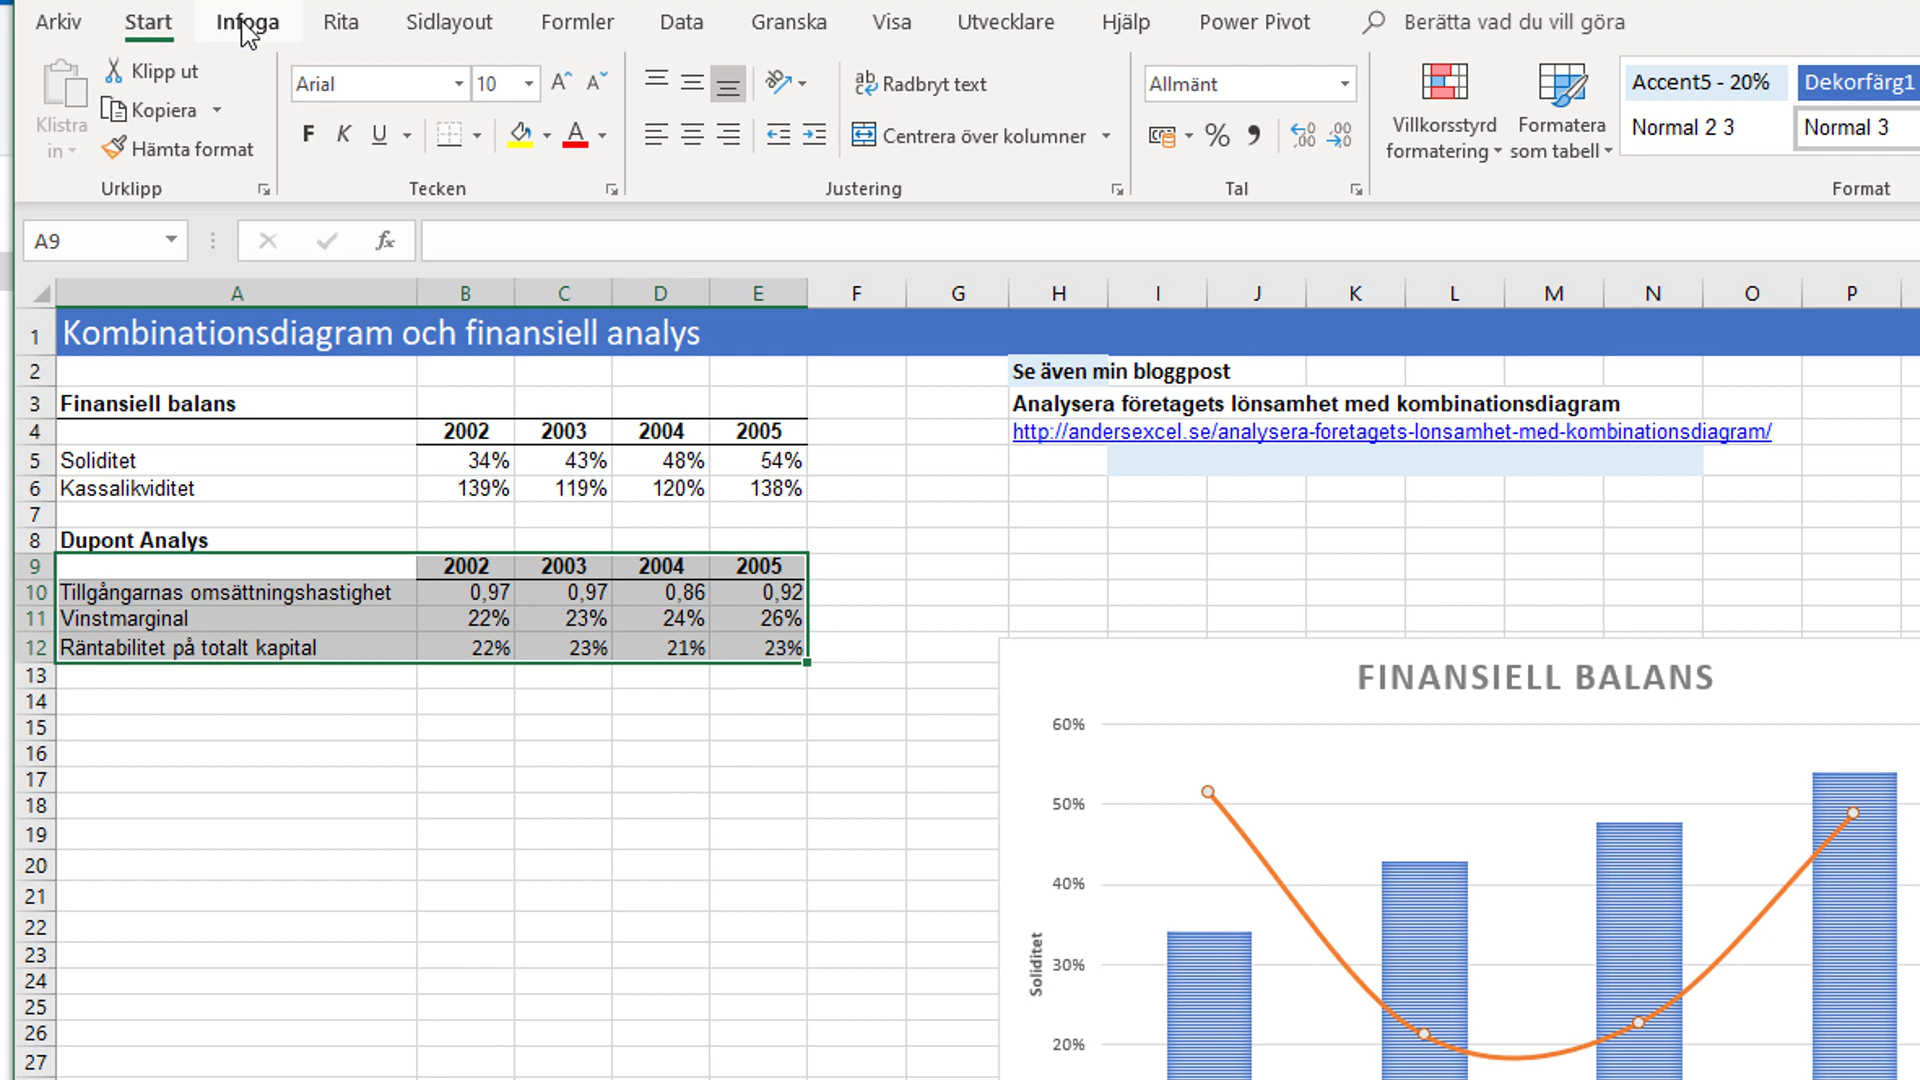 Arkiv Start Infoga Rita Sidlayout Formler Data Granska Visa Utvecklare Hjälp Power Pivot Berätta vad du vill göra
Klistra in
Klipp ut
Kopiera
Hämta format
Urklipp
Arial 10
F K U
Tecken
Radbryt text
Centrera över kolumner
Justering
Allmänt
Tal
Villkorsstyrd formatering
Formatera som tabell
Accent5 - 20% Dekorfärg1
Normal 2 3 Normal 3
Format
A9 fx
A B C D E F G H I J K L M N O P
1 Kombinationsdiagram och finansiell analys
2 Se även min bloggpost
3 Finansiell balans Analysera företagets lönsamhet med kombinationsdiagram
4 2002 2003 2004 2005 http://andersexcel.se/analysera-foretagets-lonsamhet-med-kombinationsdiagram/
5 Soliditet 34% 43% 48% 54%
6 Kassalikviditet 139% 119% 120% 138%
7
8 Dupont Analys
9 2002 2003 2004 2005
10 Tillgångarnas omsättningshastighet 0,97 0,97 0,86 0,92
11 Vinstmarginal 22% 23% 24% 26%
12 Räntabilitet på totalt kapital 22% 23% 21% 23%
13
14
15
16
17
18
19
20
21
22
23
24
25
26
27
FINANSIELL BALANS
60%
50%
40%
30%
20%
Soliditet